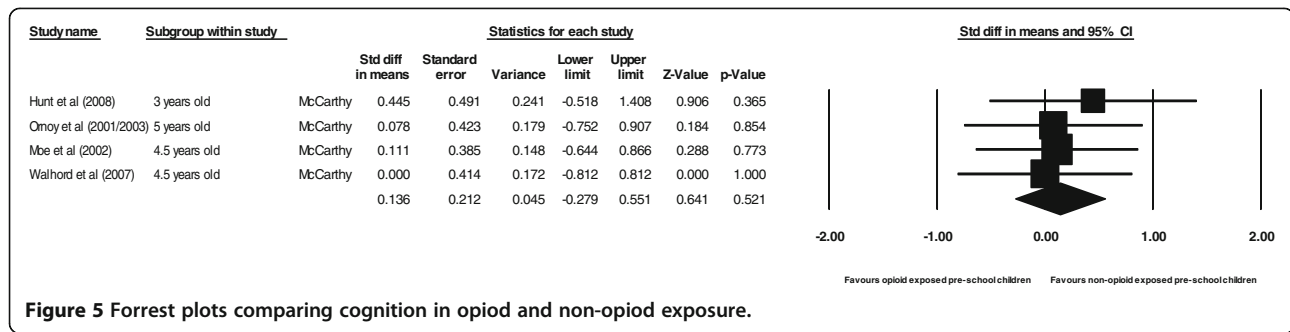 Study name Subgroup within study Statistics for each study Std diff in means and 95% CI
Std diff in means Standard error Variance Lower limit Upper limit Z-Value p-Value
Hunt et al (2008) 3 years old McCarthy 0.445 0.491 0.241 -0.518 1.408 0.906 0.365
Ornoy et al (2001/2003) 5 years old McCarthy 0.078 0.423 0.179 -0.752 0.907 0.184 0.854
Moe et al (2002) 4.5 years old McCarthy 0.111 0.385 0.148 -0.644 0.866 0.288 0.773
Walhord et al (2007) 4.5 years old McCarthy 0.000 0.414 0.172 -0.812 0.812 0.000 1.000
0.136 0.212 0.045 -0.279 0.551 0.641 0.521
-2.00 -1.00 0.00 1.00 2.00
Favours opioid exposed pre-school children Favours non-opioid exposed pre-school children
Figure 5 Forrest plots comparing cognition in opiod and non-opiod exposure.